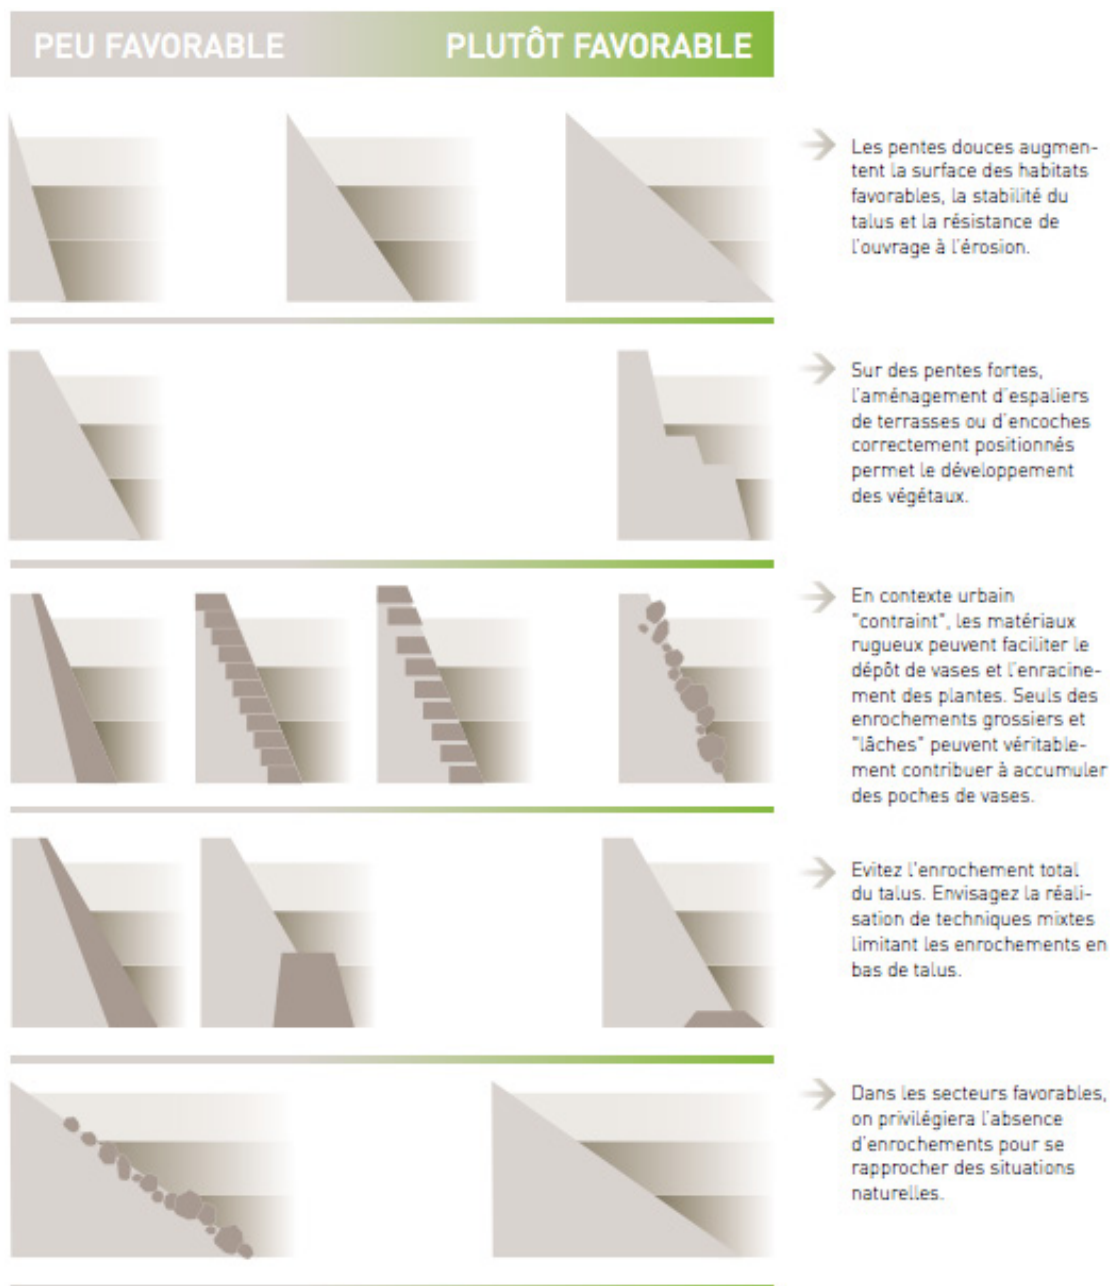 PEU FAVORABLE PLUTÔT FAVORABLE
Les pentes douces augmen-
tent la surface des habitats
favorables, la stabilité du
talus et la résistance de
l'ouvrage à l'érosion.
Sur des pentes fortes,
l'aménagement d'espaliers
de terrasses ou d'encoches
correctement positionnés
permet le développement
des végétaux.
En contexte urbain
"contraint", les matériaux
rugueux peuvent faciliter le
dépôt de vases et l'enracine-
ment des plantes. Seuls des
enrochements grossiers et
"lâches" peuvent véritable-
ment contribuer à accumuler
des poches de vases.
Evitez l'enrochement total
du talus. Envisagez la réali-
sation de techniques mixtes
limitant les enrochements en
bas de talus.
Dans les secteurs favorables,
on privilégiera l'absence
d'enrochements pour se
rapprocher des situations
naturelles.